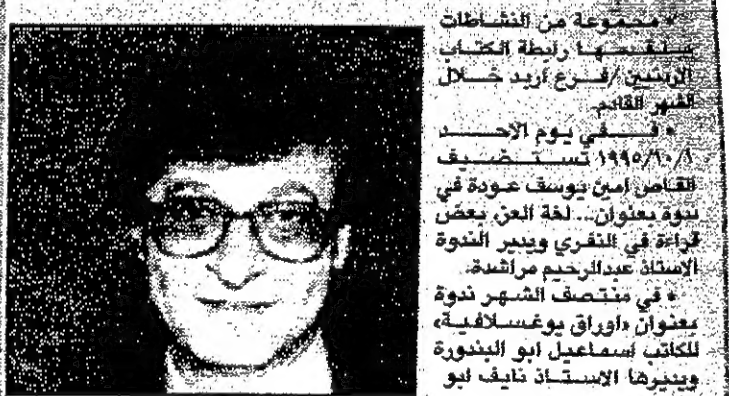 • مجموعة من النشاطات
ستقيمها رابطة الكتاب
الاردنيين /فرع اربد خلال
الشهر القادم.
• ففي يوم الاحد
١٩٩٥/١٠/١ تستضيف
القاص امين يوسف عودة في
ندوة بعنوان... لغة العز، بعض
قراءة في النفري ويدير الندوة
الاستاذ عبدالرحيم مراشدة.
• في منتصف الشهر ندوة
بعنوان «اوراق يوغسلافية»
للكاتب اسماعيل ابو البندورة
ويديرها الاستاذ نايف ابو